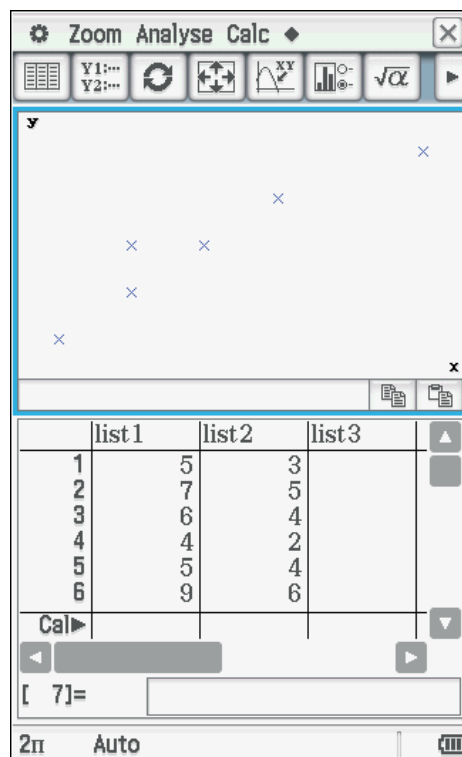 Zoom Analyse Calc ◆
Y1:···
Y2:···
XY
√α
y
x
list1 list2 list3
1 5 3
2 7 5
3 6 4
4 4 2
5 5 4
6 9 6
Cal▶
[ 7]=
2π Auto